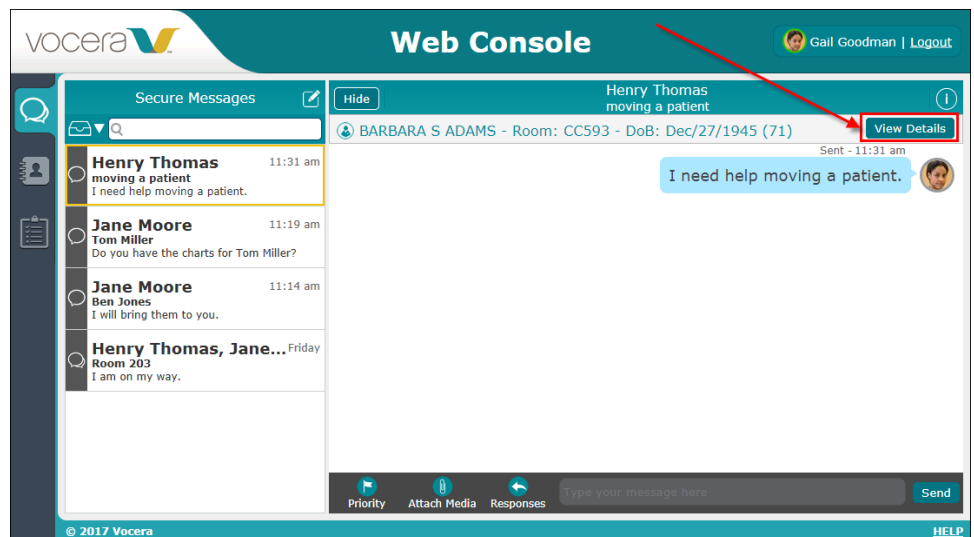 vocera
Web Console
Gail Goodman | Logout
Secure Messages
Hide
Henry Thomas
moving a patient
BARBARA S ADAMS - Room: CC593 - DoB: Dec/27/1945 (71)
View Details
Henry Thomas 11:31 am
moving a patient
I need help moving a patient.
Jane Moore 11:19 am
Tom Miller
Do you have the charts for Tom Miller?
Jane Moore 11:14 am
Ben Jones
I will bring them to you.
Henry Thomas, Jane... Friday
Room 203
I am on my way.
Sent - 11:31 am
I need help moving a patient.
Priority
Attach Media
Responses
Type your message here
Send
© 2017 Vocera
HELP